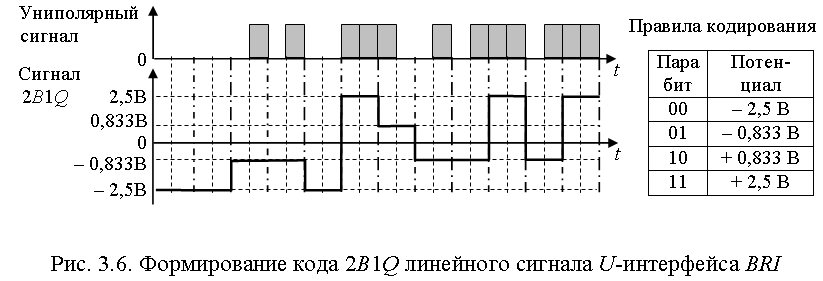 Униполярный
сигнал
0
t
Сигнал
2B1Q
2,5В
0,833В
0
– 0,833В
– 2,5В
t
Правила кодирования
Пара бит Потен-циал
00 – 2,5 В
01 – 0,833 В
10 + 0,833 В
11 + 2,5 В
Рис. 3.6. Формирование кода 2B1Q линейного сигнала U-интерфейса BRI